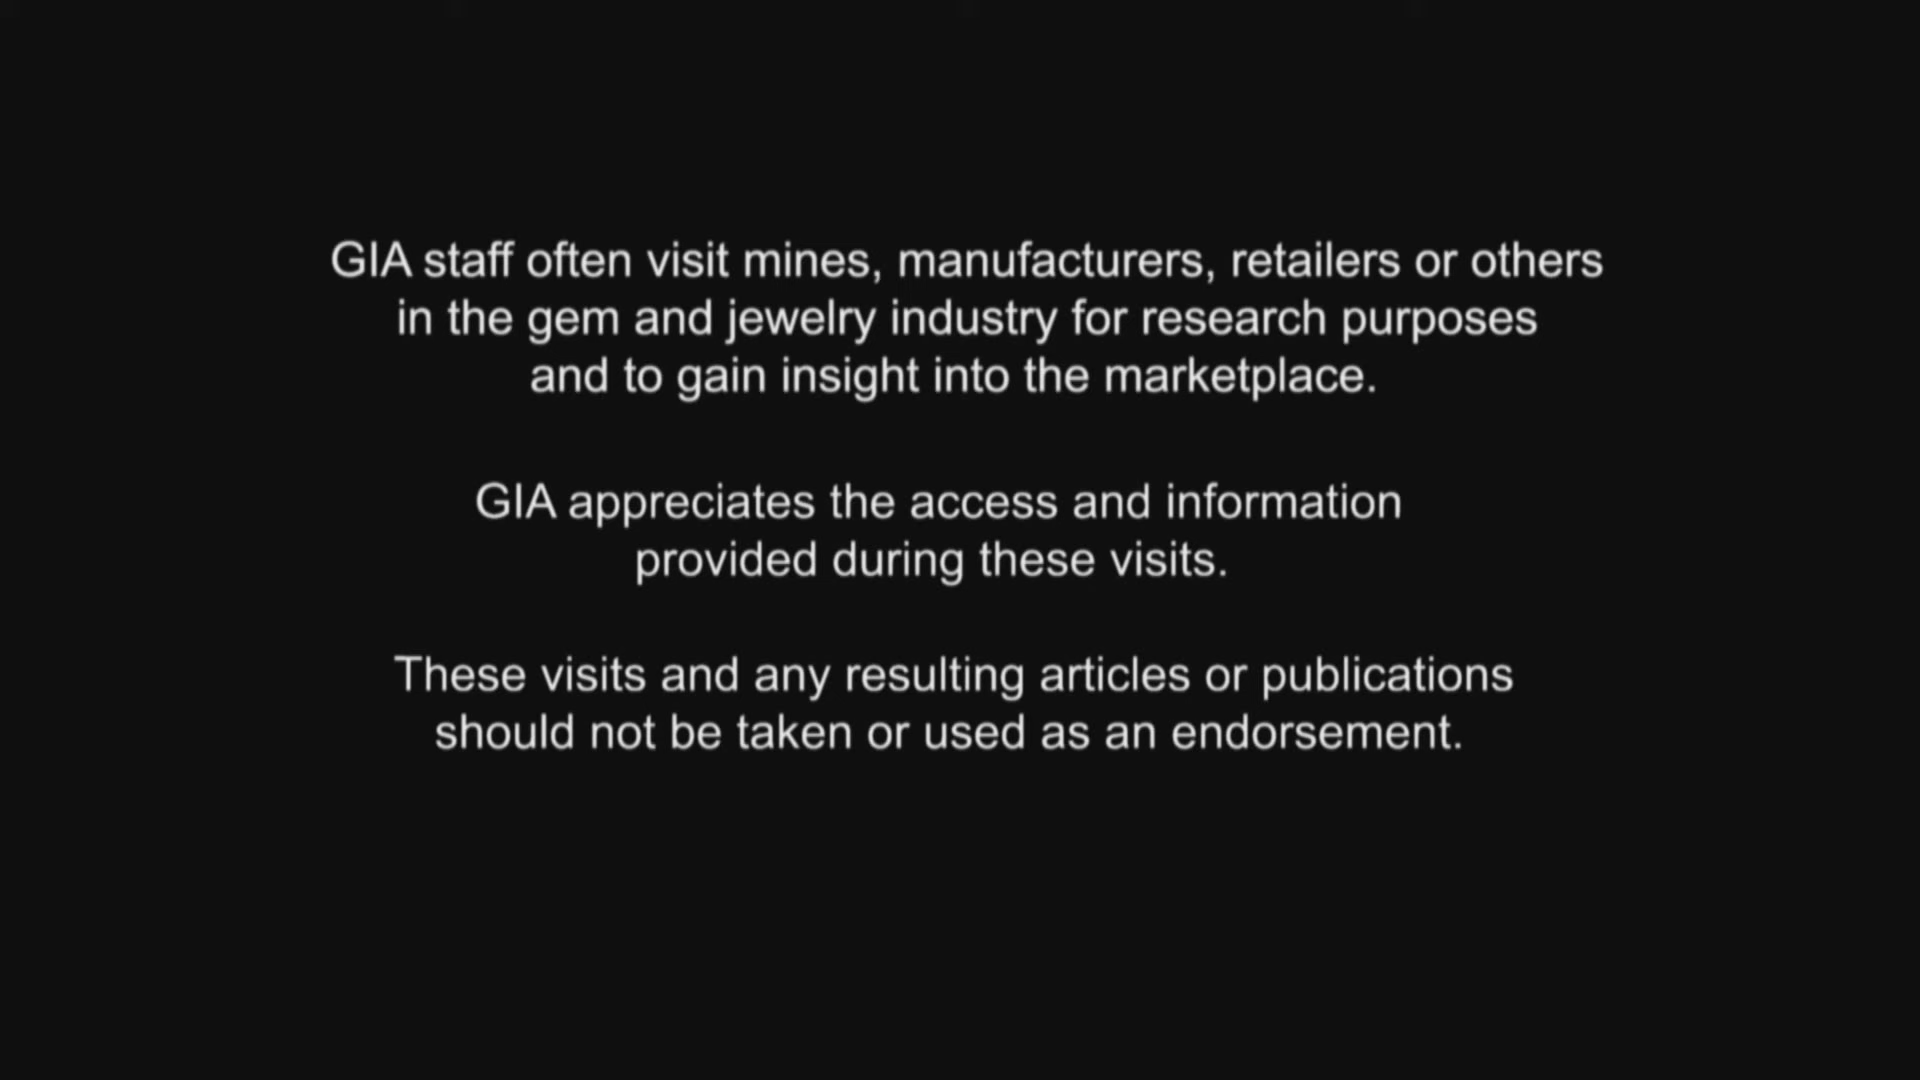 GIA staff often visit mines, manufacturers, retailers or others
in the gem and jewelry industry for research purposes
and to gain insight into the marketplace.
GIA appreciates the access and information
provided during these visits.
These visits and any resulting articles or publications
should not be taken or used as an endorsement.